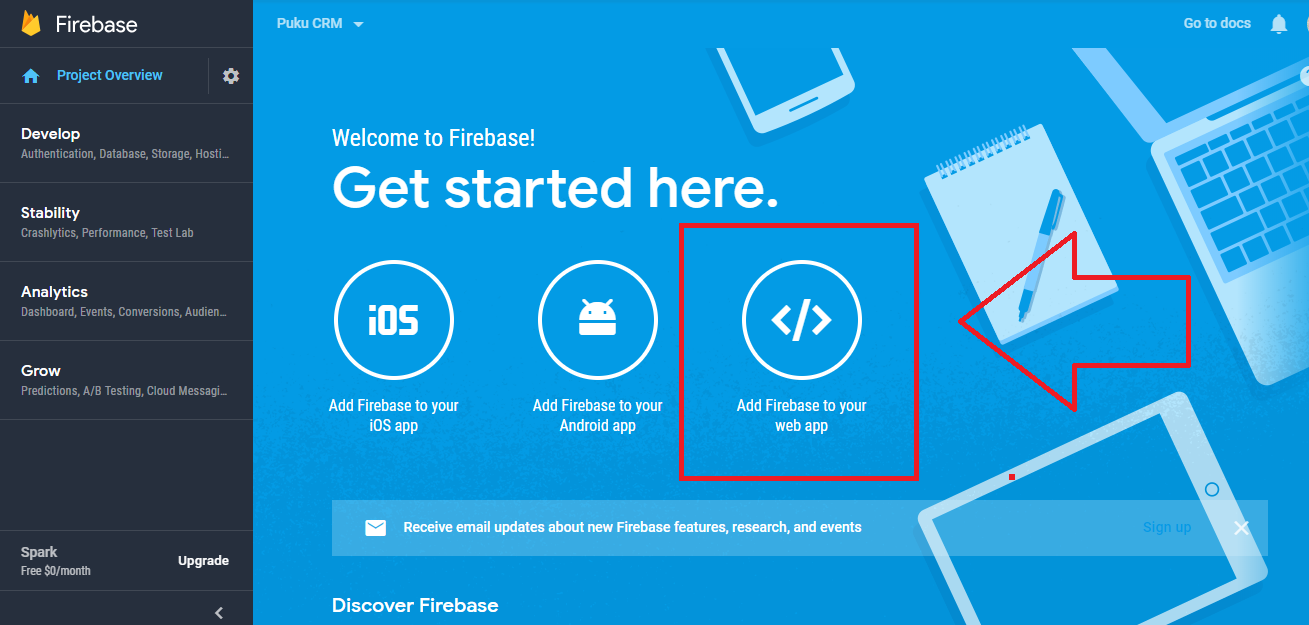 Firebase
Puku CRM
Go to docs
Project Overview
Develop
Authentication, Database, Storage, Hosti...
Stability
Crashlytics, Performance, Test Lab
Analytics
Dashboard, Events, Conversions, Audien...
Grow
Predictions, A/B Testing, Cloud Messagi...
Spark
Free $0/month
Upgrade
Welcome to Firebase!
Get started here.
iOS
Add Firebase to your
iOS app
Add Firebase to your
Android app
</>
Add Firebase to your
web app
Receive email updates about new Firebase features, research, and events
Sign up
Discover Firebase